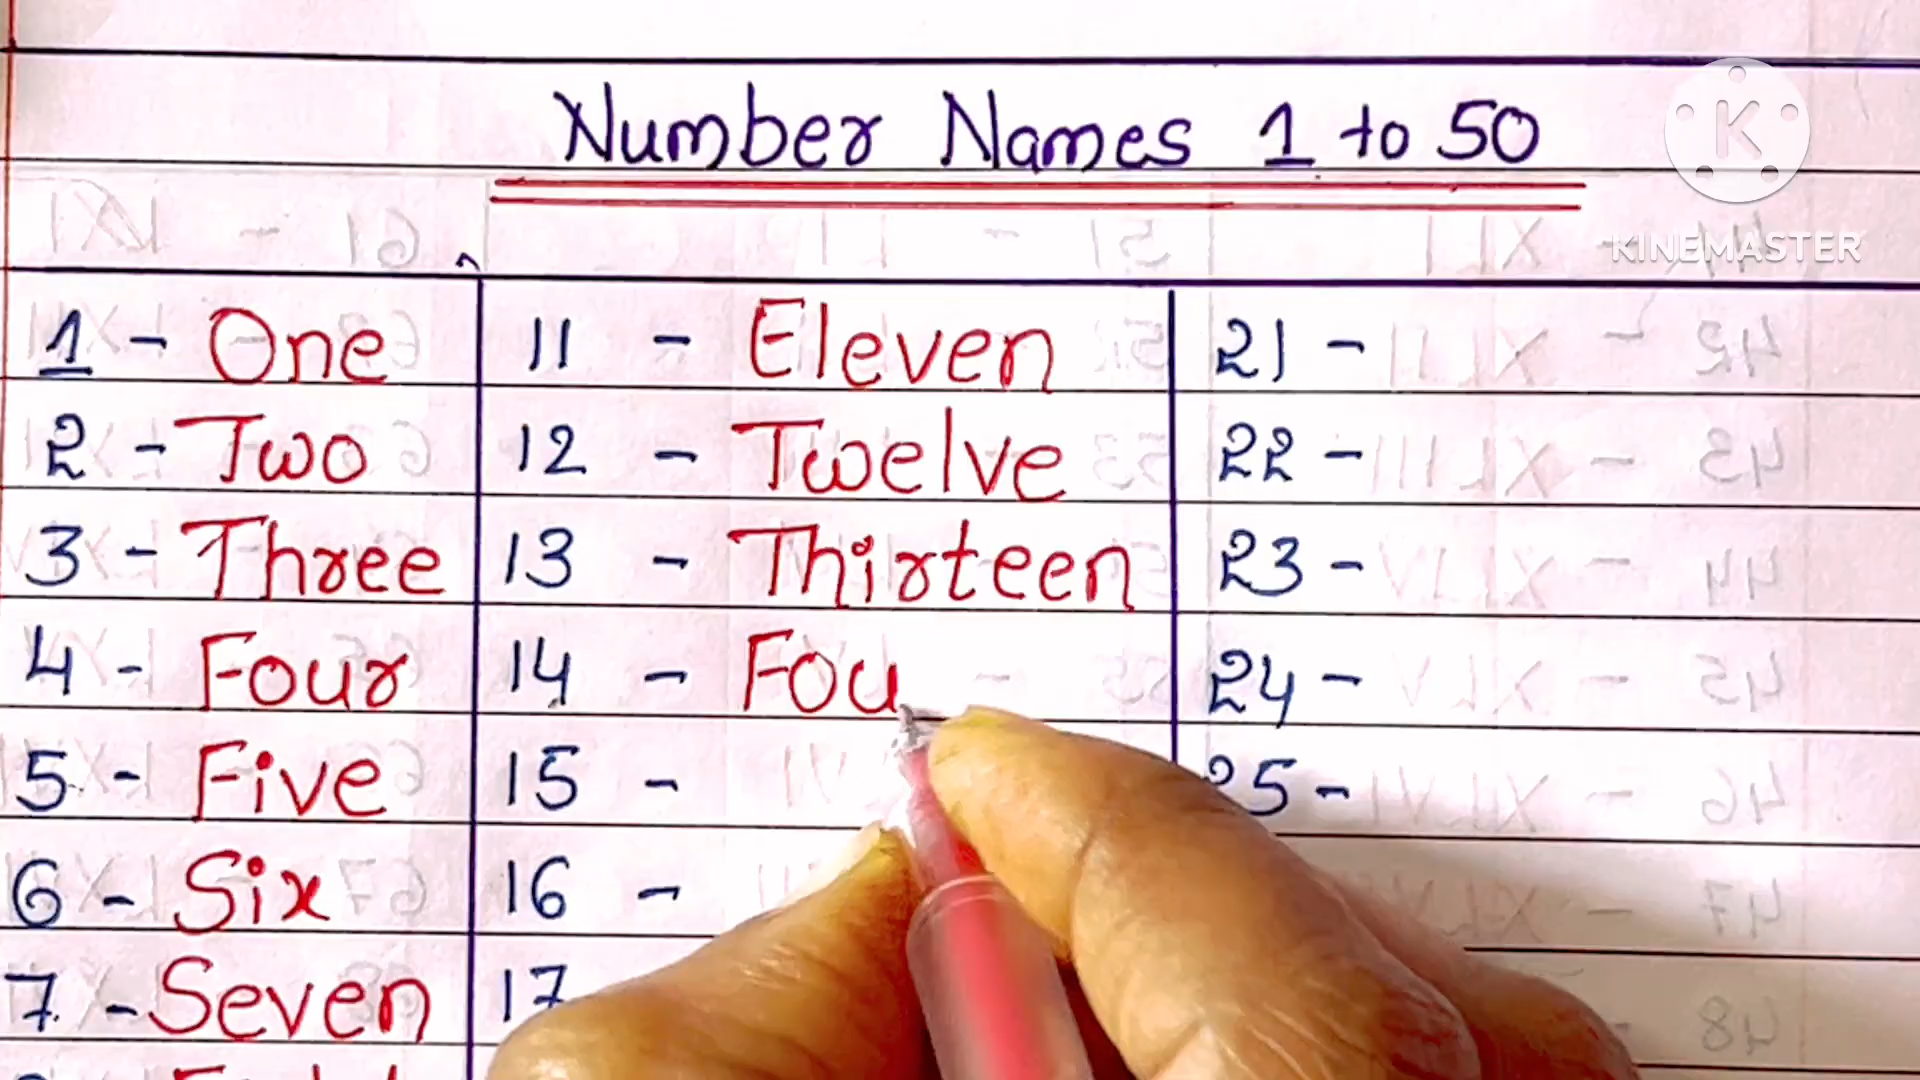 Number Names 1 to 50
KINEMASTER
1 - One 11 - Eleven 21 -
2 - Two 12 - Twelve 22 -
3 - Three 13 - Thirteen 23 -
4 - Four 14 - Fou 24 -
5 - Five 15 - 25 -
6 - Six 16 -
7 - Seven 17